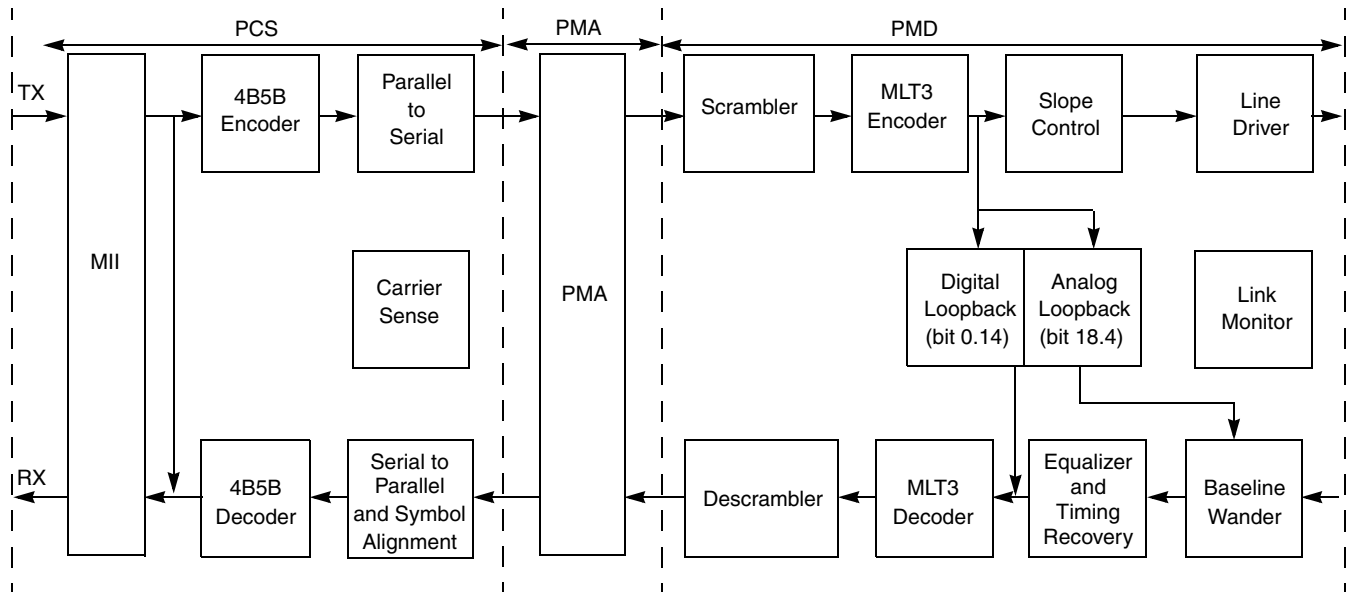 PCS
PMA
PMD
TX
4B5B
Encoder
Parallel
to
Serial
Scrambler
MLT3
Encoder
Slope
Control
Line
Driver
MII
Carrier
Sense
PMA
Digital
Loopback
(bit 0.14)
Analog
Loopback
(bit 18.4)
Link
Monitor
RX
4B5B
Decoder
Serial to
Parallel
and Symbol
Alignment
Descrambler
MLT3
Decoder
Equalizer
and
Timing
Recovery
Baseline
Wander